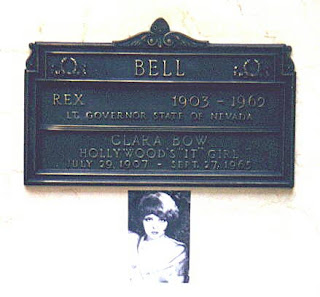 BELL
REX 1903 - 1962
LT. GOVERNOR STATE OF NEVADA
CLARA BOW
HOLLYWOOD'S "IT" GIRL
JULY 29, 1907 - SEPT. 27, 1965